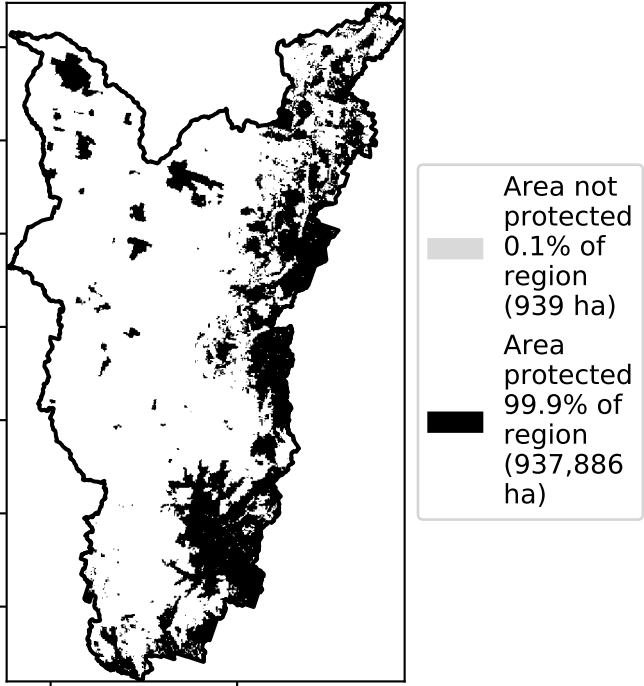 Area not
protected
0.1% of
region
(939 ha)
Area
protected
99.9% of
region
(937,886
ha)